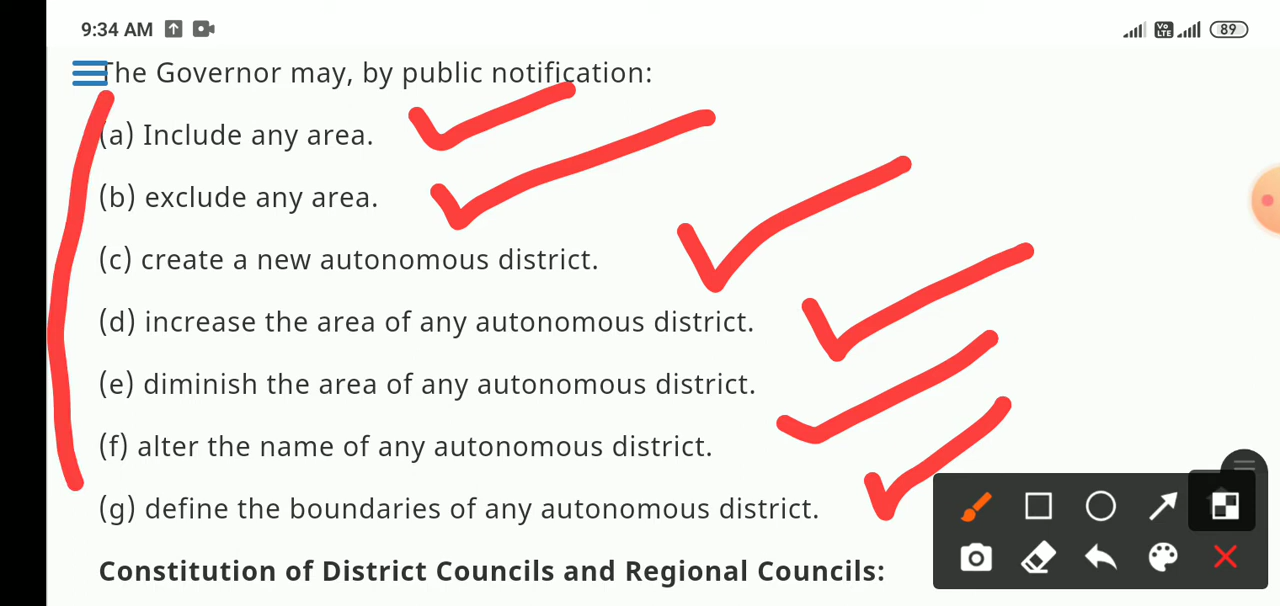 9:34 AM
Vo LTE 89
The Governor may, by public notification:
(a) Include any area.
(b) exclude any area.
(c) create a new autonomous district.
(d) increase the area of any autonomous district.
(e) diminish the area of any autonomous district.
(f) alter the name of any autonomous district.
(g) define the boundaries of any autonomous district.
Constitution of District Councils and Regional Councils: